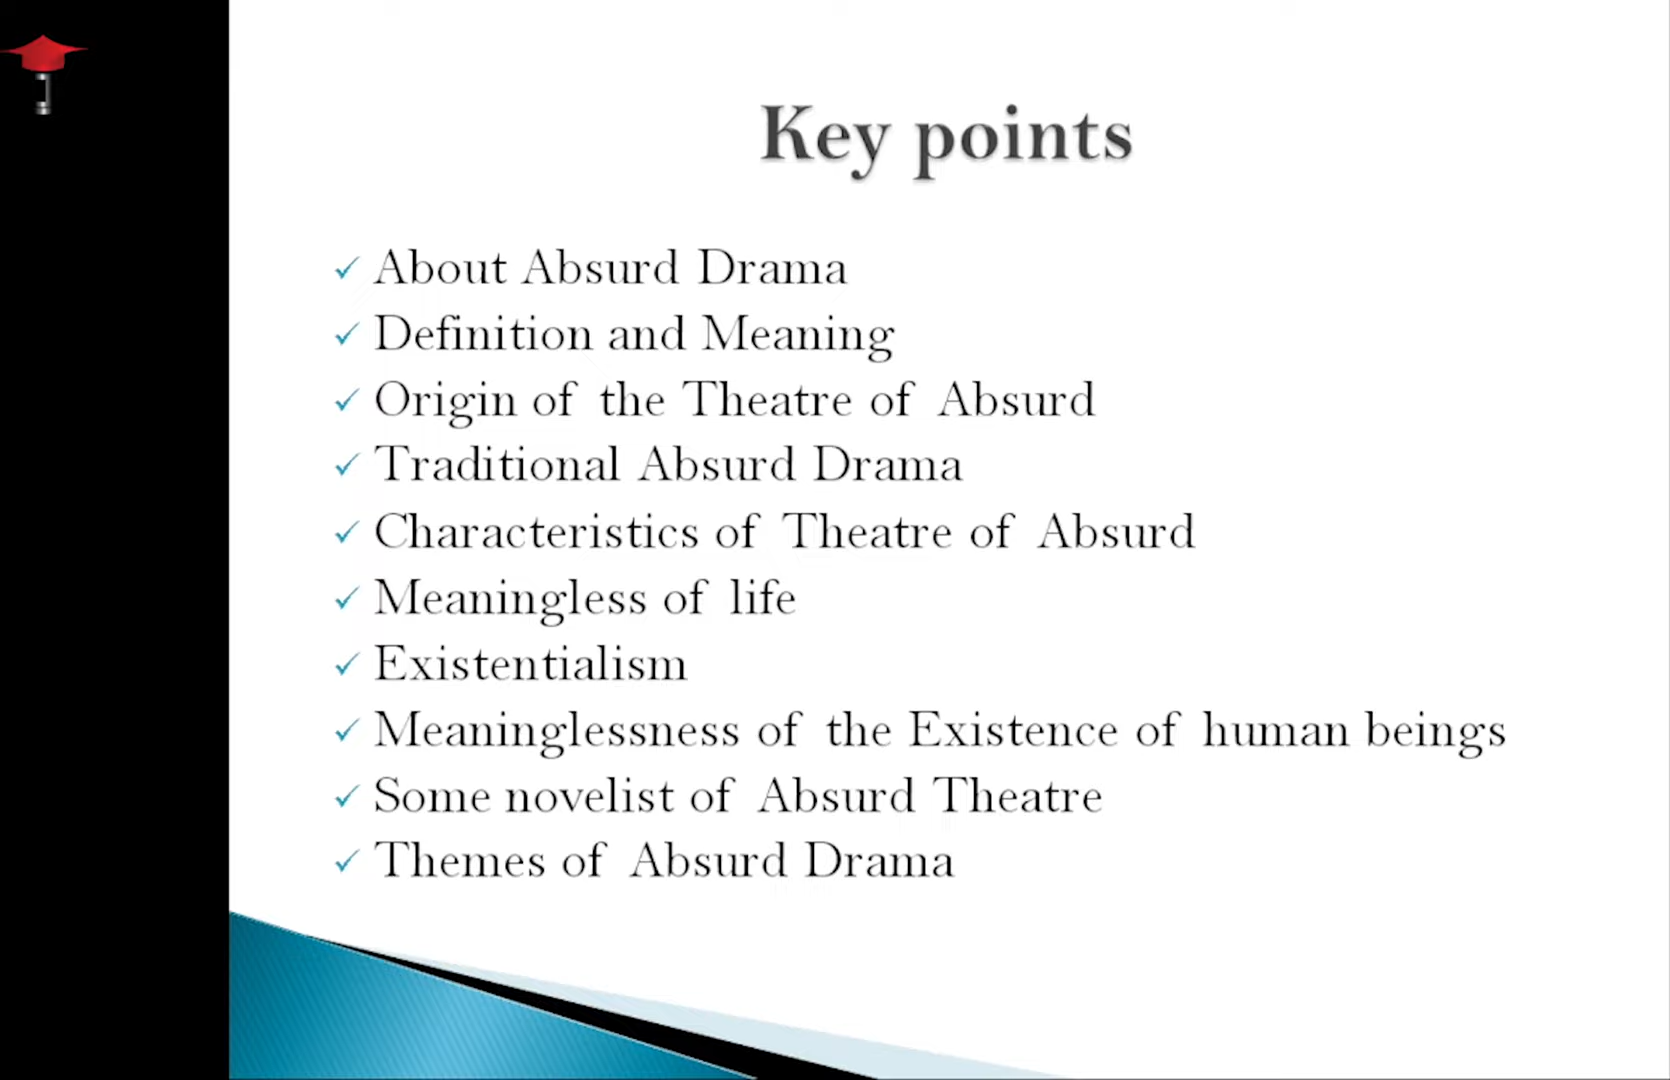 Key points
About Absurd Drama
Definition and Meaning
Origin of the Theatre of Absurd
Traditional Absurd Drama
Characteristics of Theatre of Absurd
Meaningless of life
Existentialism
Meaninglessness of the Existence of human beings
Some novelist of Absurd Theatre
Themes of Absurd Drama